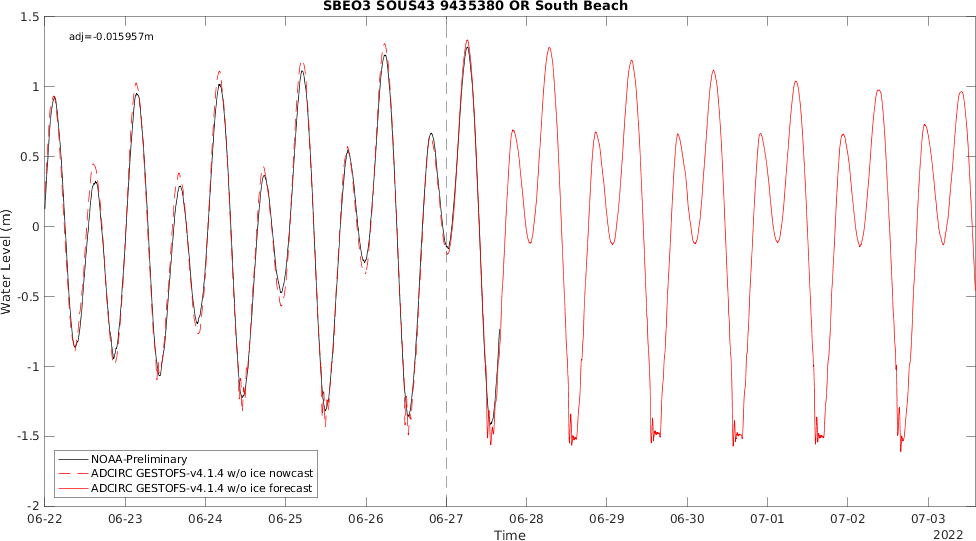 SBEO3 SOUS43 9435380 OR South Beach
adj=-0.015957m
1.5
1
0.5
0
-0.5
-1
-1.5
-2
Water Level (m)
NOAA-Preliminary
ADCIRC GESTOFS-v4.1.4 w/o ice nowcast
ADCIRC GESTOFS-v4.1.4 w/o ice forecast
06-22 06-23 06-24 06-25 06-26 06-27 06-28 06-29 06-30 07-01 07-02 07-03
Time
2022